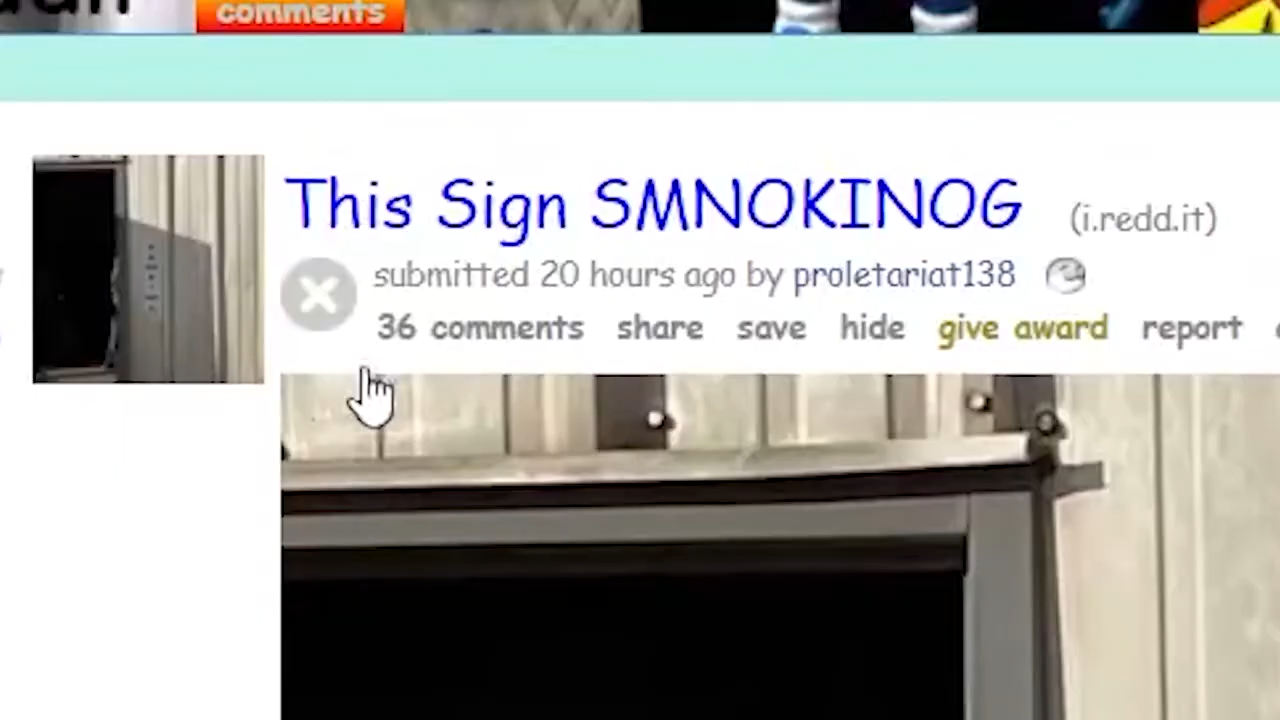 comments
This Sign SMNOKINOG (i.redd.it)
submitted 20 hours ago by proletariat138
36 comments share save hide give award report